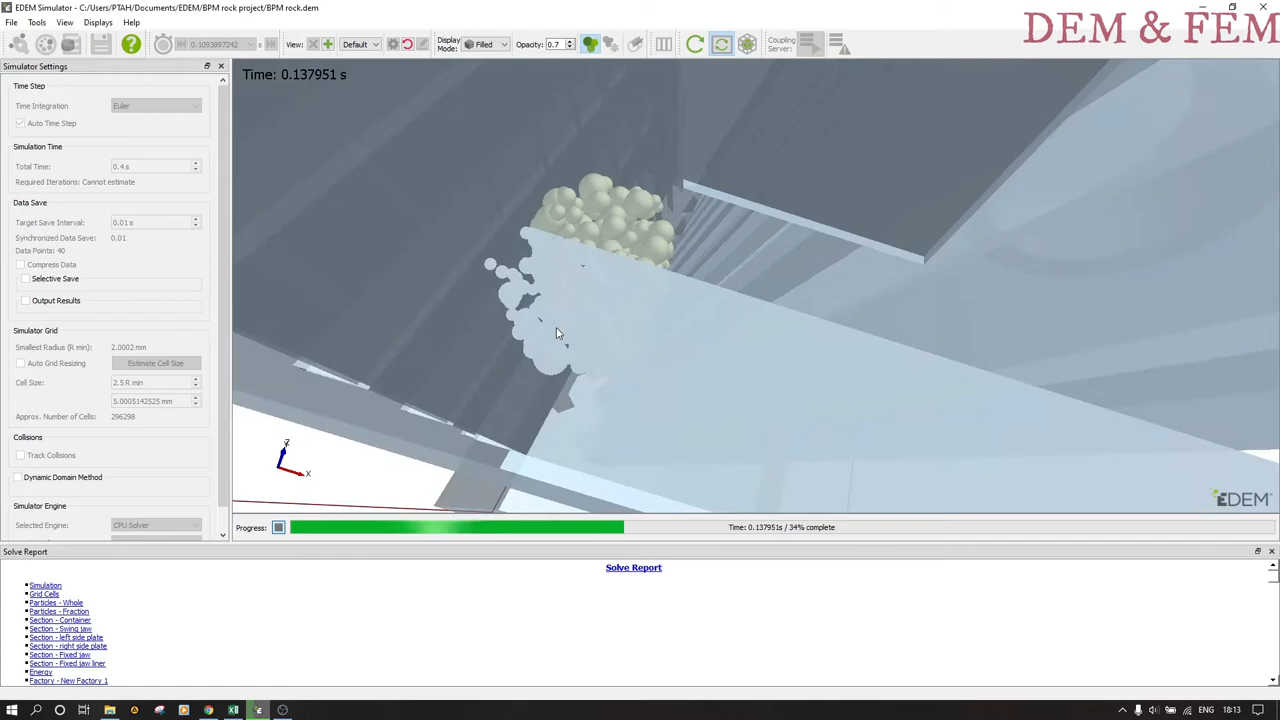 EDEM Simulator - C:/Users/PTAH/Documents/EDEM/BPM rock project/BPM rock.dem
File Tools View Displays Help
DEM & FEM
0.1093897242 s
View:
Default
Display Mode:
Filled
Opacity: 0.7
Coupling Server:
Simulator Settings
Time: 0.137951 s
Time Step
Time Integration Euler
Auto Time Step
Simulation Time
Total Time: 0.4 s
Required Iterations: Cannot estimate
Data Save
Target Save Interval: 0.01 s
Synchronized Data Save: 0.01
Data Points: 40
Compress Data
Selective Save
Output Results
Simulator Grid
Smallest Radius (R min) 2.0002 mm
Auto Grid Resizing Estimate Cell Size
Cell Size: 2.5 R min
5.0005142525 mm
Approx. Number of Cells: 296298
Collisions
Track Collisions
Dynamic Domain Method
Simulator Engine
Selected Engine: CPU Solver
Z
X
EDEM
Progress: Time: 0.137951s / 34% complete
Solve Report
Solve Report
Simulation
Grid Cells
Particles - Whole
Particles - Fraction
Section - Container
Section - Swing jaw
Section - left side plate
Section - right side plate
Section - Fixed jaw
Section - Fixed jaw liner
Energy
Factory - New Factory 1
ENG 18:13